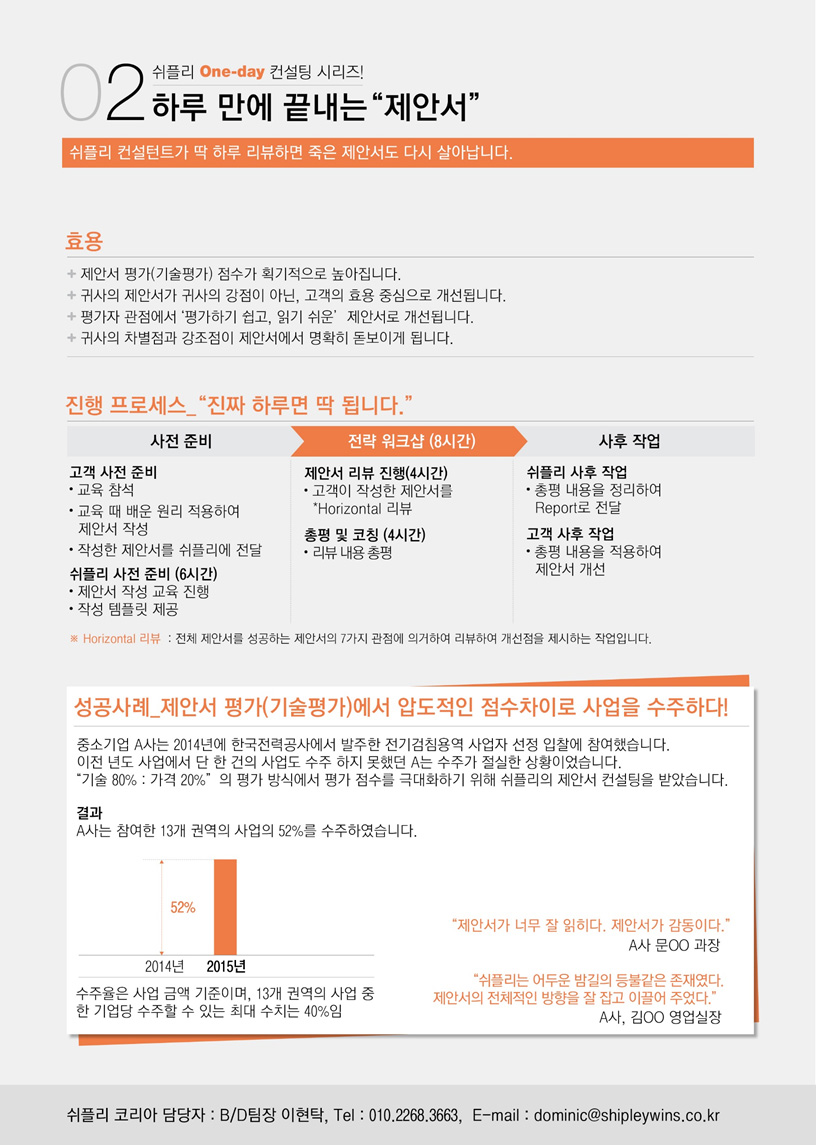 02
쉬플리 One-day 컨설팅 시리즈!
하루 만에 끝내는 “제안서”
쉬플리 컨설턴트가 딱 하루 리뷰하면 죽은 제안서도 다시 살아납니다.
효용
+ 제안서 평가(기술평가) 점수가 획기적으로 높아집니다.
+ 귀사의 제안서가 귀사의 강점이 아닌, 고객의 효용 중심으로 개선됩니다.
+ 평가자 관점에서 ‘평가하기 쉽고, 읽기 쉬운’ 제안서로 개선됩니다.
+ 귀사의 차별점과 강조점이 제안서에서 명확히 돋보이게 됩니다.
진행 프로세스_“진짜 하루면 딱 됩니다.”
사전 준비
고객 사전 준비
• 교육 참석
• 교육 때 배운 원리 적용하여
제안서 작성
• 작성한 제안서를 쉬플리에 전달
쉬플리 사전 준비 (6시간)
• 제안서 작성 교육 진행
• 작성 템플릿 제공
전략 워크샵 (8시간)
제안서 리뷰 진행(4시간)
• 고객이 작성한 제안서를
*Horizontal 리뷰
총평 및 코칭 (4시간)
• 리뷰 내용 총평
사후 작업
쉬플리 사후 작업
• 총평 내용을 정리하여
Report로 전달
고객 사후 작업
• 총평 내용을 적용하여
제안서 개선
※ Horizontal 리뷰 : 전체 제안서를 성공하는 제안서의 7가지 관점에 의거하여 리뷰하여 개선점을 제시하는 작업입니다.
성공사례_제안서 평가(기술평가)에서 압도적인 점수차이로 사업을 수주하다!
중소기업 A사는 2014년에 한국전력공사에서 발주한 전기검침용역 사업자 선정 입찰에 참여했습니다.
이전 년도 사업에서 단 한 건의 사업도 수주 하지 못했던 A는 수주가 절실한 상황이었습니다.
“기술 80% : 가격 20%” 의 평가 방식에서 평가 점수를 극대화하기 위해 쉬플리의 제안서 컨설팅을 받았습니다.
결과
A사는 참여한 13개 권역의 사업의 52%를 수주하였습니다.
52%
2014년 2015년
수주율은 사업 금액 기준이며, 13개 권역의 사업 중
한 기업당 수주할 수 있는 최대 수치는 40%임
“제안서가 너무 잘 읽히다. 제안서가 감동이다.”
A사 문OO 과장
“쉬플리는 어두운 밤길의 등불같은 존재였다.
제안서의 전체적인 방향을 잘 잡고 이끌어 주었다.”
A사, 김OO 영업실장
쉬플리 코리아 담당자 : B/D팀장 이현탁, Tel : 010.2268.3663, E-mail : dominic@shipleywins.co.kr